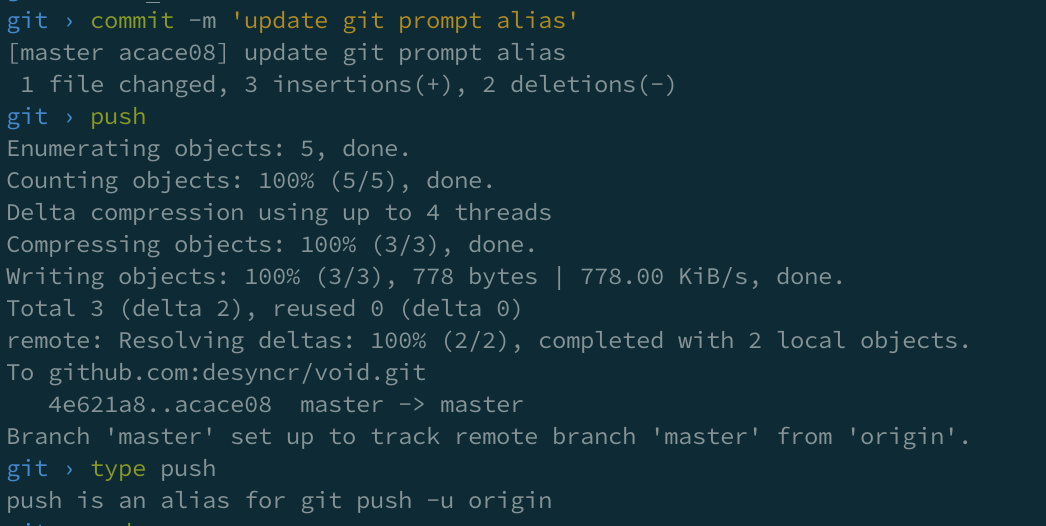 git › commit -m 'update git prompt alias'
[master acace08] update git prompt alias
 1 file changed, 3 insertions(+), 2 deletions(-)
git › push
Enumerating objects: 5, done.
Counting objects: 100% (5/5), done.
Delta compression using up to 4 threads
Compressing objects: 100% (3/3), done.
Writing objects: 100% (3/3), 778 bytes | 778.00 KiB/s, done.
Total 3 (delta 2), reused 0 (delta 0)
remote: Resolving deltas: 100% (2/2), completed with 2 local objects.
To github.com:desyncr/void.git
   4e621a8..acace08  master -> master
Branch 'master' set up to track remote branch 'master' from 'origin'.
git › type push
push is an alias for git push -u origin